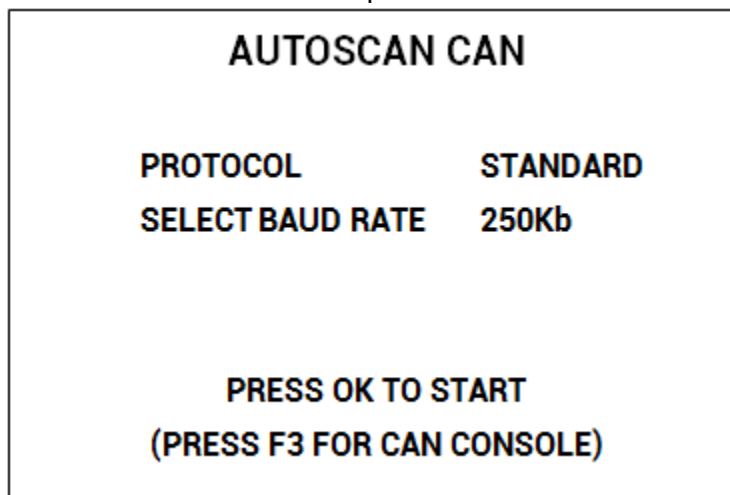 AUTOSCAN CAN
PROTOCOL STANDARD
SELECT BAUD RATE 250Kb
PRESS OK TO START
(PRESS F3 FOR CAN CONSOLE)